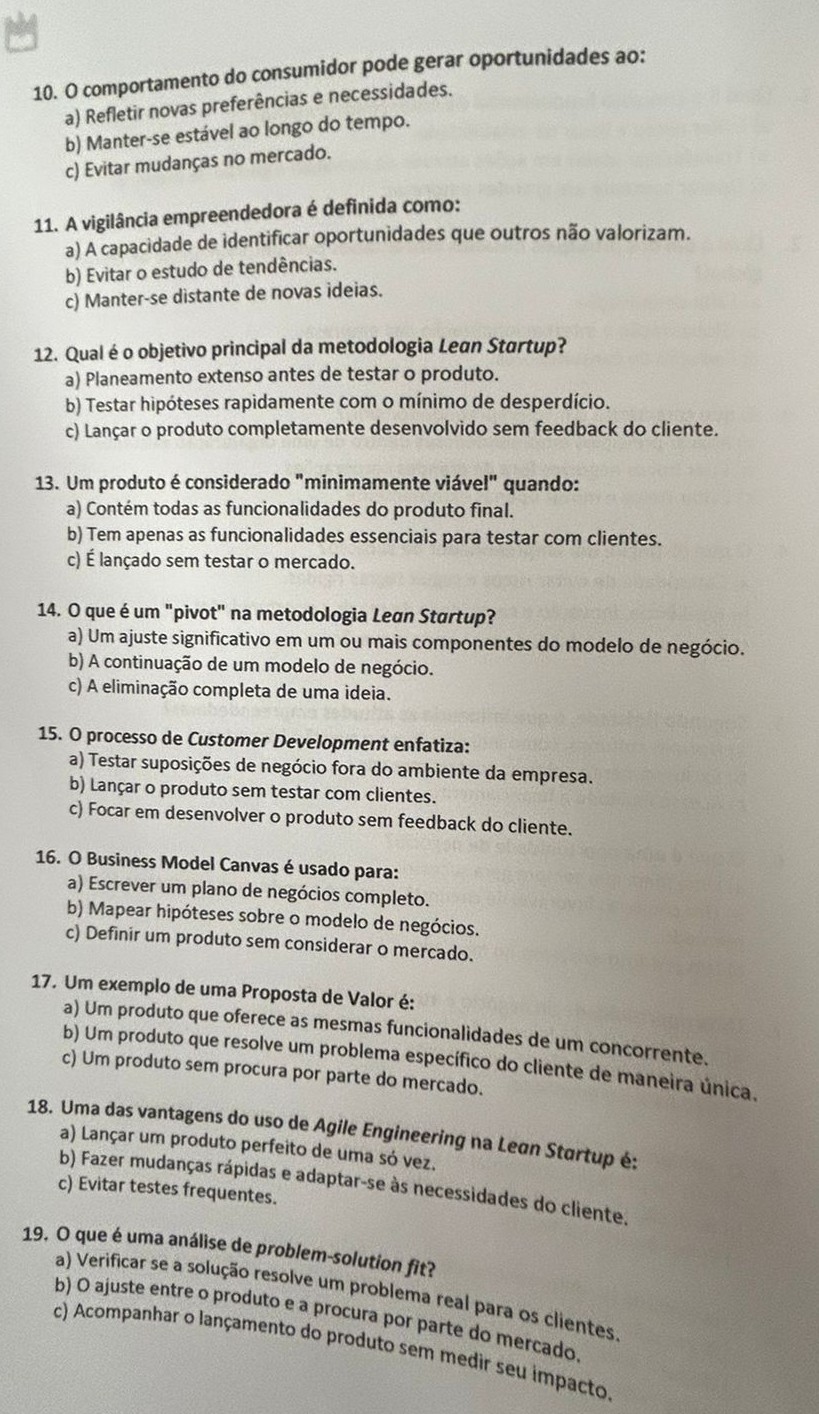 10. O comportamento do consumidor pode gerar oportunidades ao:
a) Refletir novas preferências e necessidades.
b) Manter-se estável ao longo do tempo.
c) Evitar mudanças no mercado.
11. A vigilância empreendedora é definida como:
a) A capacidade de identificar oportunidades que outros não valorizam.
b) Evitar o estudo de tendências.
c) Manter-se distante de novas ideias.
12. Qual é o objetivo principal da metodologia Lean Startup?
a) Planeamento extenso antes de testar o produto.
b) Testar hipóteses rapidamente com o mínimo de desperdício.
c) Lançar o produto completamente desenvolvido sem feedback do cliente.
13. Um produto é considerado "minimamente viável" quando:
a) Contém todas as funcionalidades do produto final.
b) Tem apenas as funcionalidades essenciais para testar com clientes.
c) É lançado sem testar o mercado.
14. O que é um "pivot" na metodologia Lean Startup?
a) Um ajuste significativo em um ou mais componentes do modelo de negócio.
b) A continuação de um modelo de negócio.
c) A eliminação completa de uma ideia.
15. O processo de Customer Development enfatiza:
a) Testar suposições de negócio fora do ambiente da empresa.
b) Lançar o produto sem testar com clientes.
c) Focar em desenvolver o produto sem feedback do cliente.
16. O Business Model Canvas é usado para:
a) Escrever um plano de negócios completo.
b) Mapear hipóteses sobre o modelo de negócios.
c) Definir um produto sem considerar o mercado.
17. Um exemplo de uma Proposta de Valor é:
a) Um produto que oferece as mesmas funcionalidades de um concorrente.
b) Um produto que resolve um problema específico do cliente de maneira única.
c) Um produto sem procura por parte do mercado.
18. Uma das vantagens do uso de Agile Engineering na Lean Startup é:
a) Lançar um produto perfeito de uma só vez.
b) Fazer mudanças rápidas e adaptar-se às necessidades do cliente.
c) Evitar testes frequentes.
19. O que é uma análise de problem-solution fit?
a) Verificar se a solução resolve um problema real para os clientes.
b) O ajuste entre o produto e a procura por parte do mercado.
c) Acompanhar o lançamento do produto sem medir seu impacto.